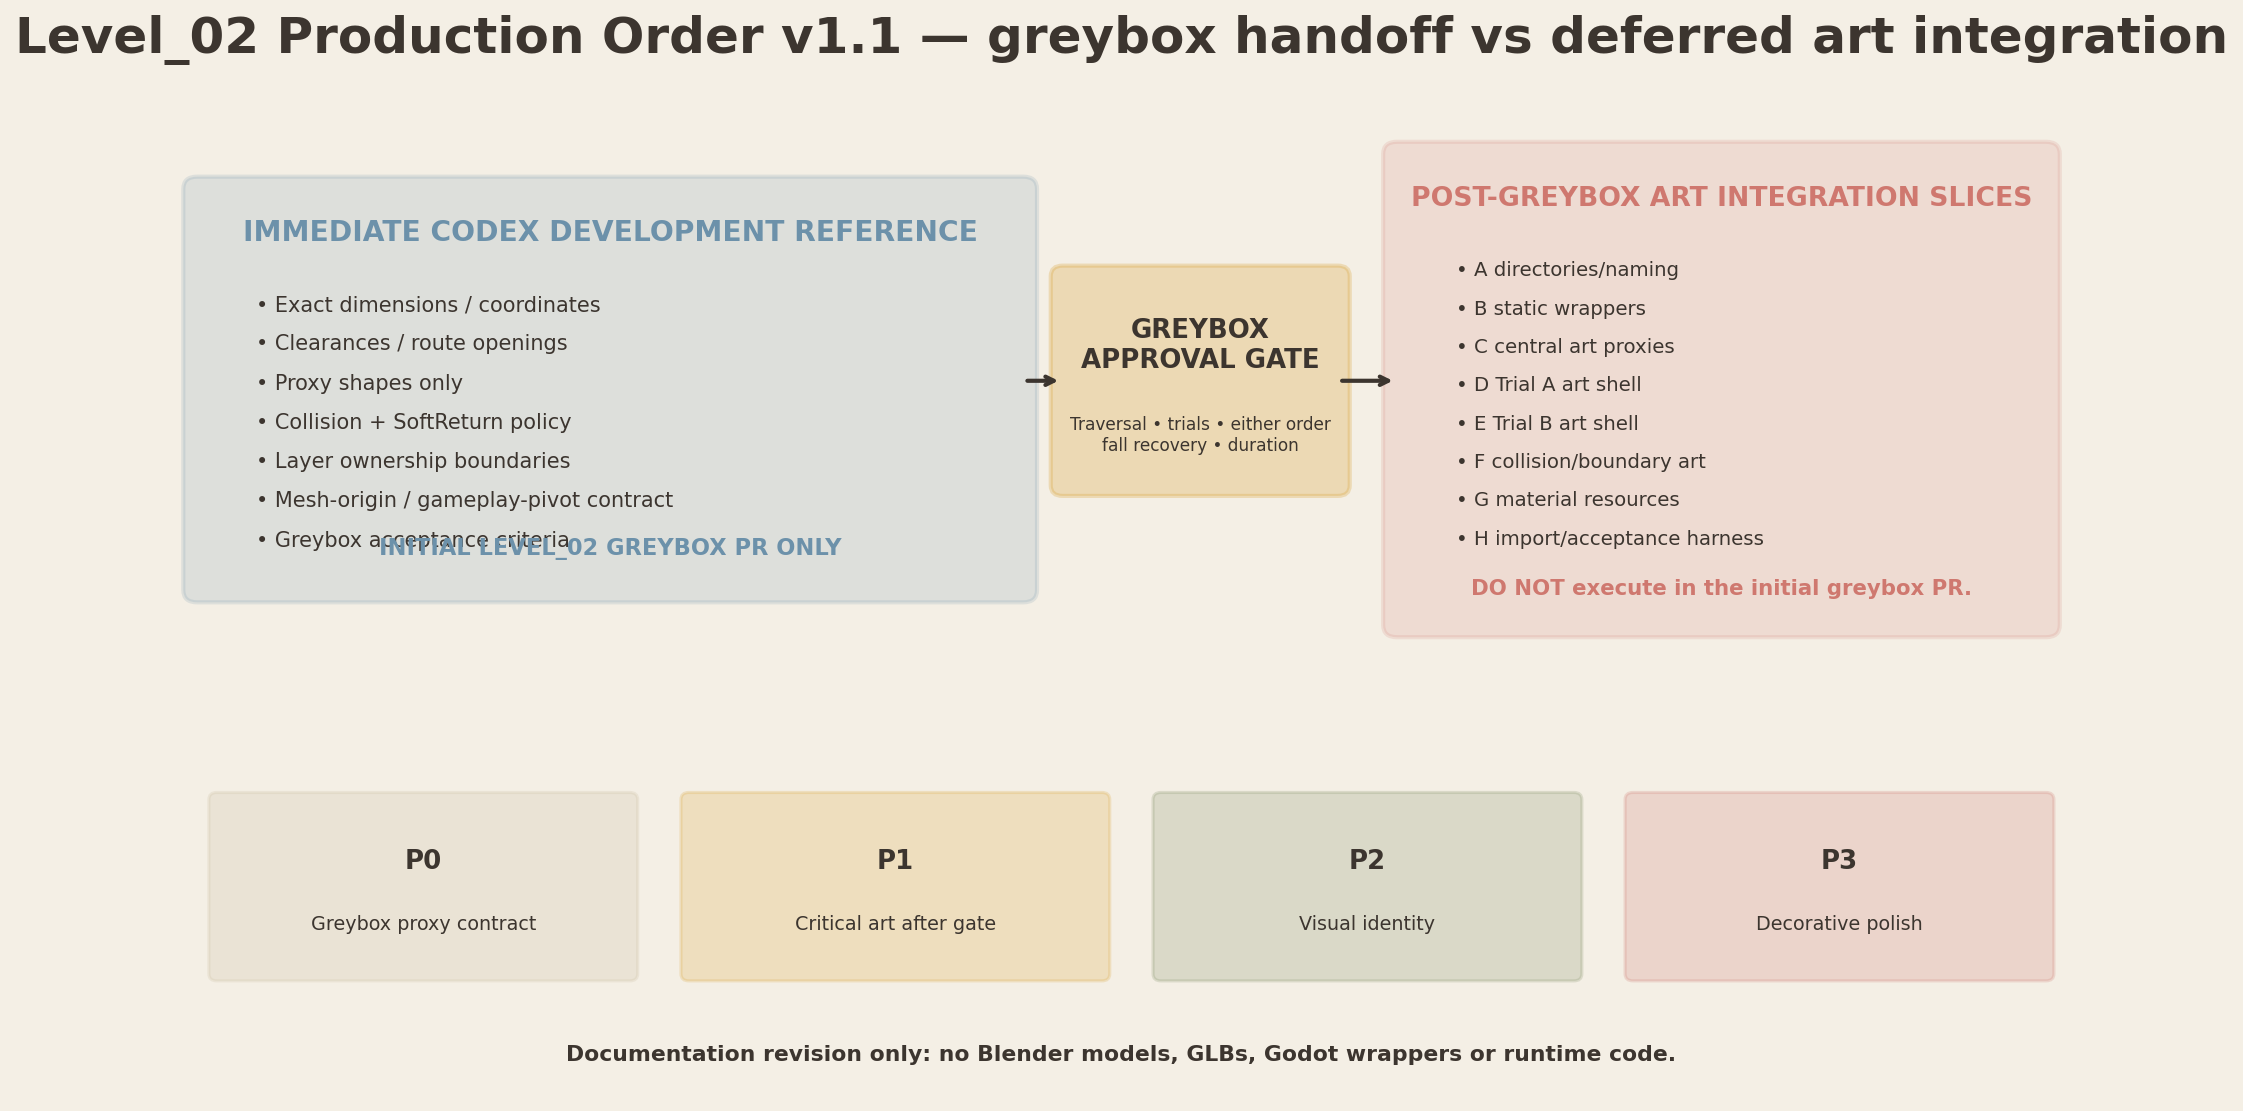 Level_02 Production Order v1.1 — greybox handoff vs deferred art integration
IMMEDIATE CODEX DEVELOPMENT REFERENCE
• Exact dimensions / coordinates
• Clearances / route openings
• Proxy shapes only
• Collision + SoftReturn policy
• Layer ownership boundaries
• Mesh-origin / gameplay-pivot contract
• Greybox acceptance criteria
INITIAL LEVEL_02 GREYBOX PR ONLY
GREYBOX
APPROVAL GATE
Traversal • trials • either order
fall recovery • duration
POST-GREYBOX ART INTEGRATION SLICES
• A directories/naming
• B static wrappers
• C central art proxies
• D Trial A art shell
• E Trial B art shell
• F collision/boundary art
• G material resources
• H import/acceptance harness
DO NOT execute in the initial greybox PR.
P0
Greybox proxy contract
P1
Critical art after gate
P2
Visual identity
P3
Decorative polish
Documentation revision only: no Blender models, GLBs, Godot wrappers or runtime code.